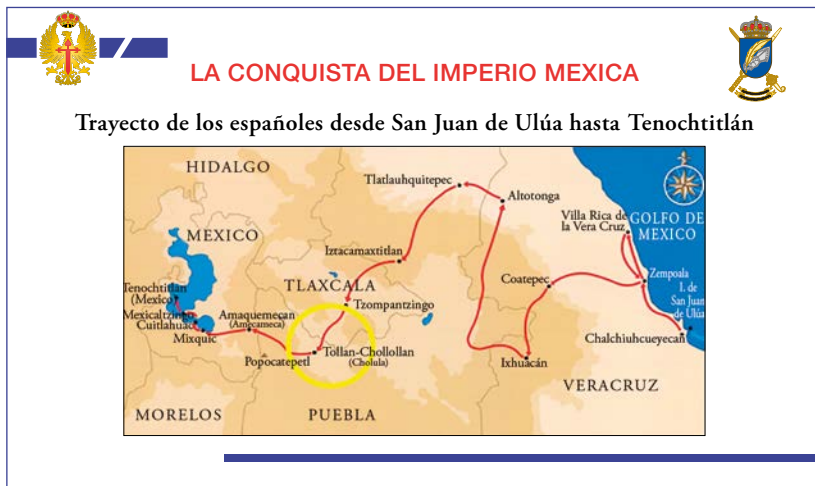 LA CONQUISTA DEL IMPERIO MEXICA
Trayecto de los españoles desde San Juan de Ulúa hasta Tenochtitlán
HIDALGO
Tlatlauhquitepec
Altotonga
Villa Rica de
la Vera Cruz
GOLFO DE
MEXICO
MEXICO
Iztacamaxtitlan
Coatepec
Zempoala
I. de
San Juan
de Ulúa
TLAXCALA
Tenochtitlan
(Mexico)
Mexicaltzingo
Cuitlahuac
Mixquic
Amaquemecan
(Amecameca)
Tzompantzingo
Chalchiuhcueyecan
Popocatepetl
Tollan-Chollollan
(Cholula)
Ixhuacán
VERACRUZ
MORELOS
PUEBLA